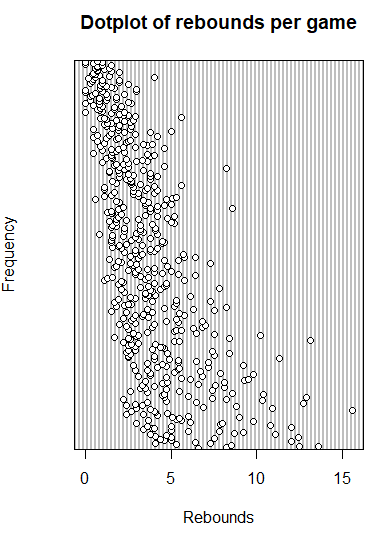 Dotplot of rebounds per game
Frequency
0 5 10 15
Rebounds